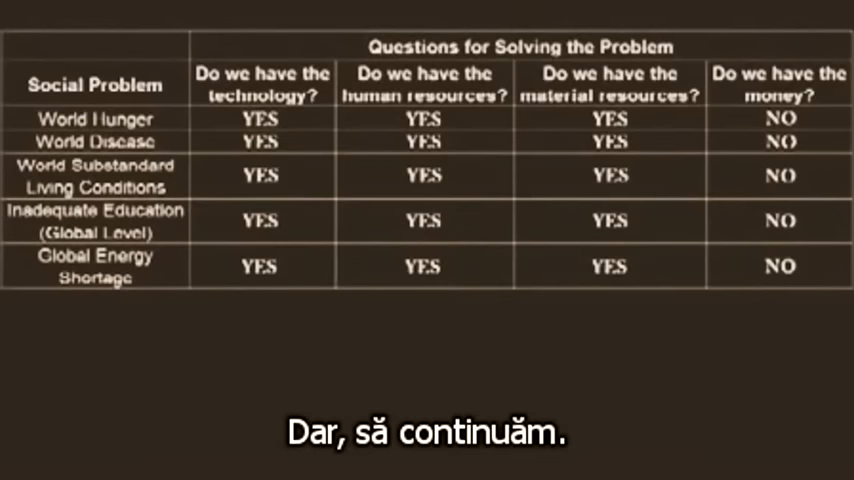 Questions for Solving the Problem
Social Problem
Do we have the
technology?
Do we have the
human resources?
Do we have the
material resources?
Do we have the
money?
World Hunger YES YES YES NO
World Disease YES YES YES NO
World Substandard
Living Conditions
YES YES YES NO
Inadequate Education
(Global Level)
YES YES YES NO
Global Energy
Shortage
YES YES YES NO
Dar, să continuăm.